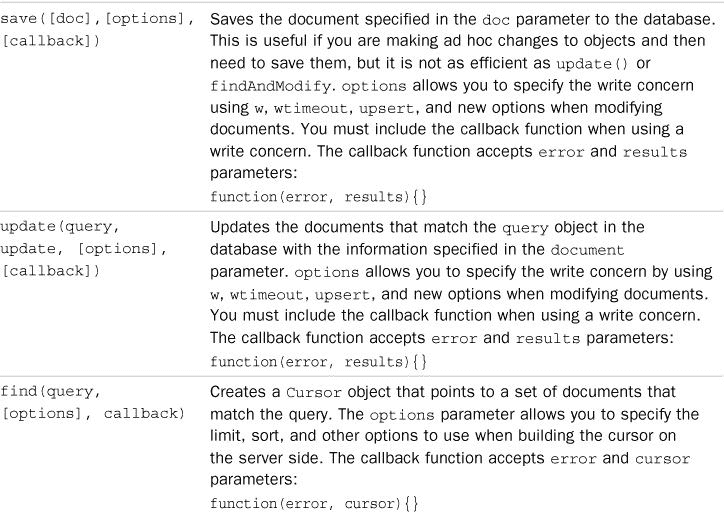 save([doc],[options],
[callback])
Saves the document specified in the doc parameter to the database.
This is useful if you are making ad hoc changes to objects and then
need to save them, but it is not as efficient as update() or
findAndModify. options allows you to specify the write concern
using w, wtimeout, upsert, and new options when modifying
documents. You must include the callback function when using a
write concern. The callback function accepts error and results
parameters:
function(error, results){}
update(query,
update, [options],
[callback])
Updates the documents that match the query object in the
database with the information specified in the document
parameter. options allows you to specify the write concern by using
w, wtimeout, upsert, and new options when modifying documents.
You must include the callback function when using a write concern.
The callback function accepts error and results parameters:
function(error, results){}
find(query,
[options], callback)
Creates a Cursor object that points to a set of documents that
match the query. The options parameter allows you to specify the
limit, sort, and other options to use when building the cursor on
the server side. The callback function accepts error and cursor
parameters:
function(error, cursor){}